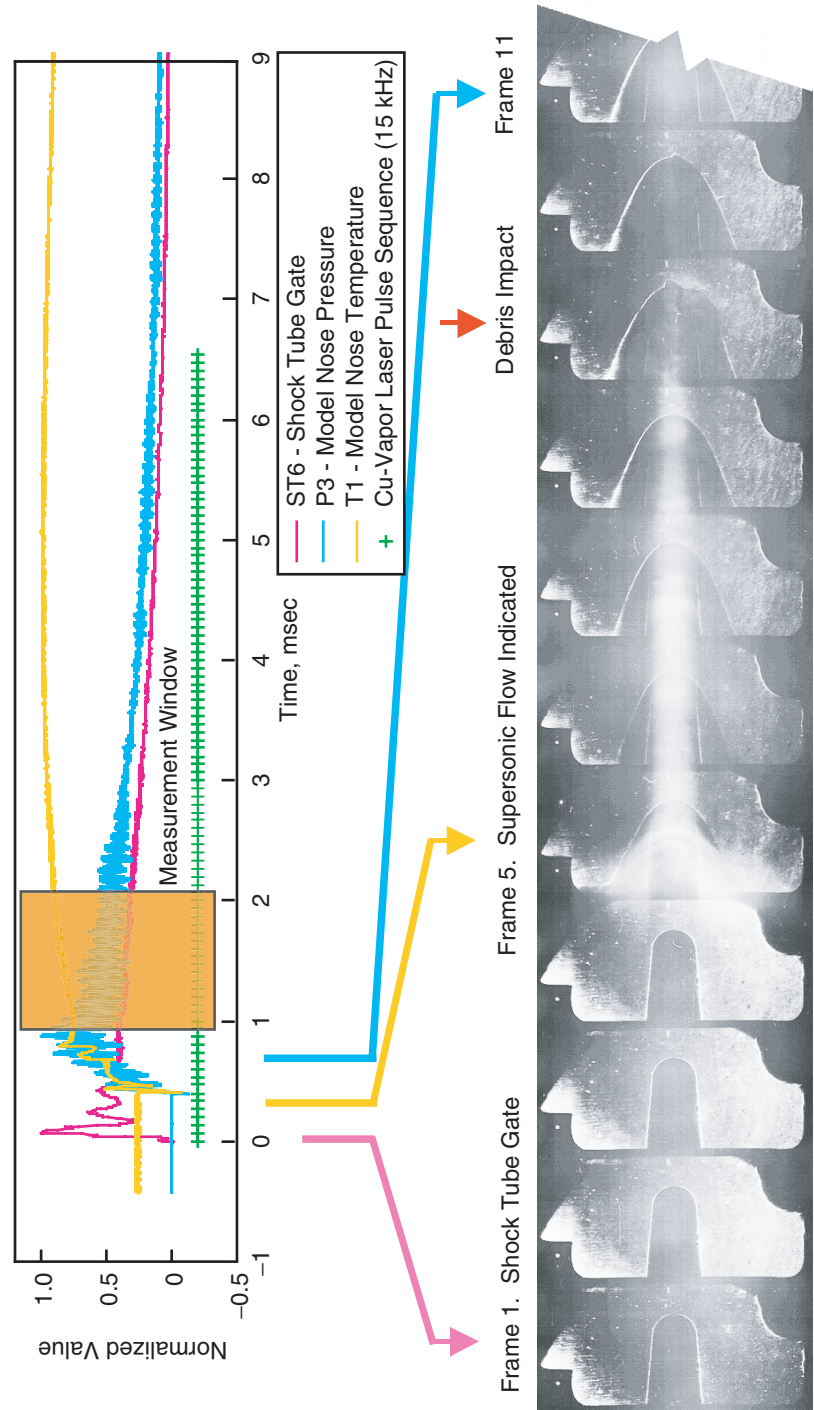 Normalized Value
1.0
0.5
0
−0.5
−1
0
1
2
3
4
5
6
7
8
9
Time, msec
Measurement Window
ST6 - Shock Tube Gate
P3 - Model Nose Pressure
T1 - Model Nose Temperature
Cu-Vapor Laser Pulse Sequence (15 kHz)
Frame 1. Shock Tube Gate
Frame 5. Supersonic Flow Indicated
Debris Impact
Frame 11